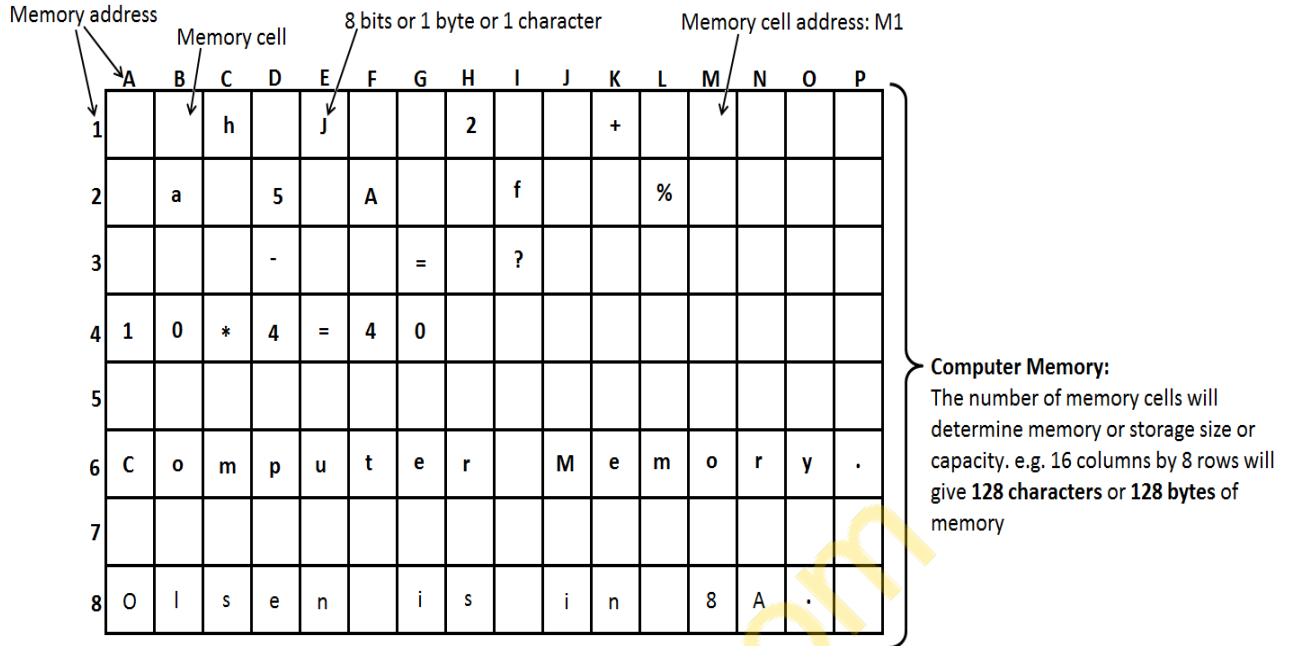 Memory address
Memory cell
8 bits or 1 byte or 1 character
Memory cell address: M1
A B C D E F G H I J K L M N O P
1 h J 2 +
2 a 5 A f %
3 - = ?
4 1 0 * 4 = 4 0
5
6 C o m p u t e r M e m o r y .
7
8 O l s e n i s i n 8 A .
Computer Memory:
The number of memory cells will
determine memory or storage size or
capacity. e.g. 16 columns by 8 rows will
give 128 characters or 128 bytes of
memory
om